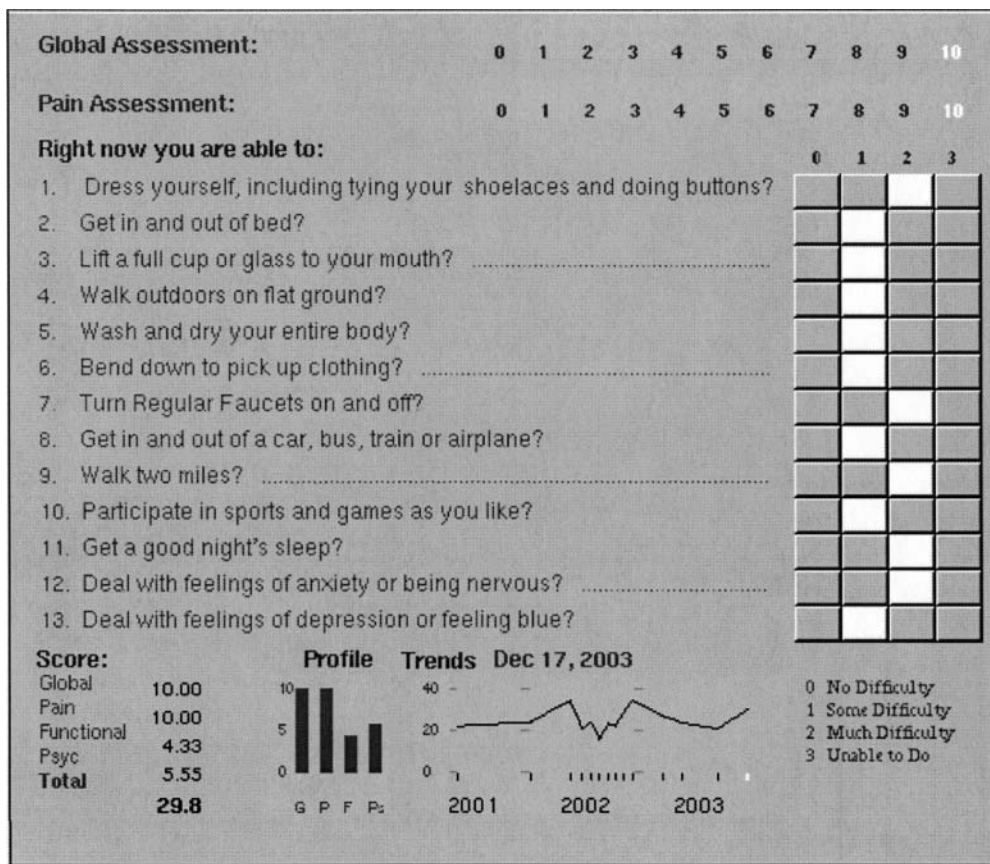 Global Assessment: 0 1 2 3 4 5 6 7 8 9 10
Pain Assessment: 0 1 2 3 4 5 6 7 8 9 10
Right now you are able to: 0 1 2 3
1. Dress yourself, including tying your shoelaces and doing buttons?
2. Get in and out of bed?
3. Lift a full cup or glass to your mouth? ..........
4. Walk outdoors on flat ground?
5. Wash and dry your entire body?
6. Bend down to pick up clothing? ..........
7. Turn Regular Faucets on and off?
8. Get in and out of a car, bus, train or airplane?
9. Walk two miles? ..........
10. Participate in sports and games as you like?
11. Get a good night's sleep?
12. Deal with feelings of anxiety or being nervous? ..........
13. Deal with feelings of depression or feeling blue?
Score:
Global 10.00
Pain 10.00
Functional 4.33
Psyc 5.55
Total 29.8
Profile
10
5
0
G P F Ps
Trends Dec 17, 2003
40
20
0
2001 2002 2003
0 No Difficulty
1 Some Difficulty
2 Much Difficulty
3 Unable to Do